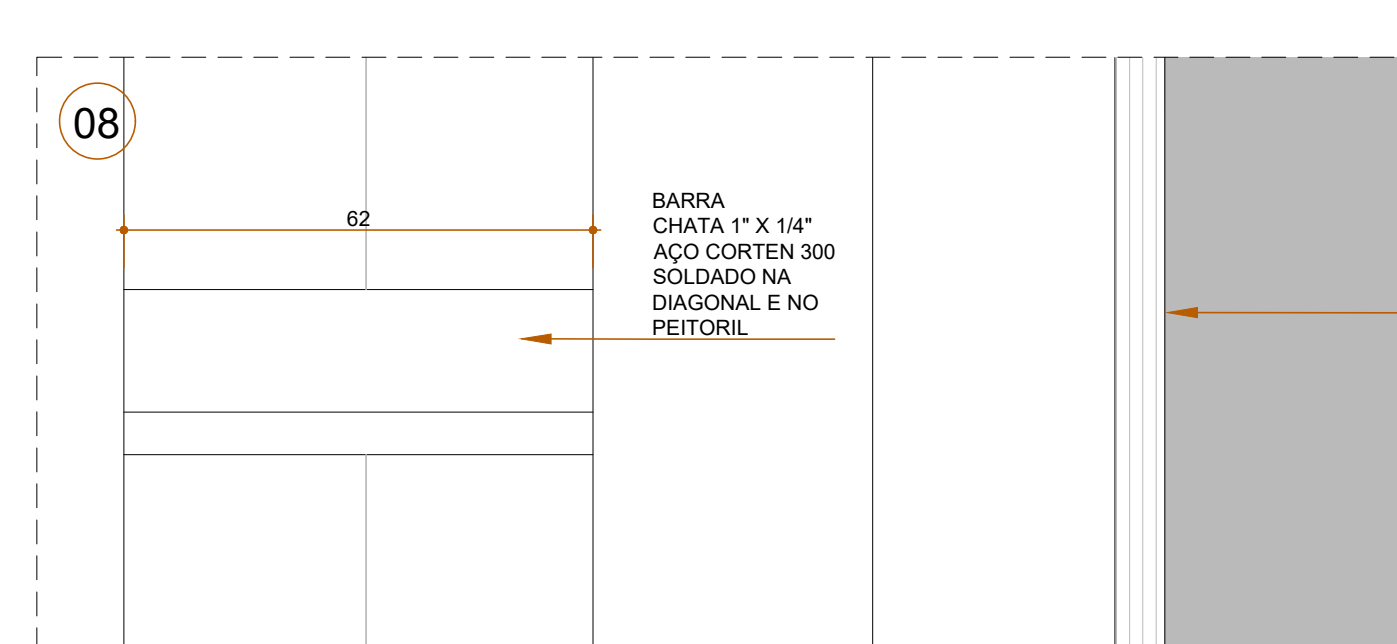 08
62
BARRA
CHATA 1" X 1/4"
AÇO CORTEN 300
SOLDADO NA
DIAGONAL E NO
PEITORIL